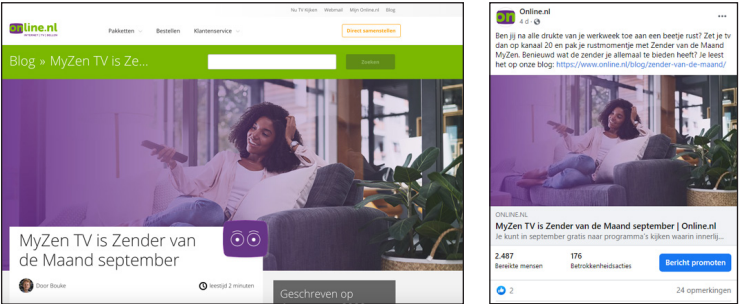 Nu TV Kijken Webmail Mijn Online.nl Blog
online.nl
INTERNET | TV | BELLEN
Pakketten Bestellen Klantenservice
Direct samenstellen
Blog » MyZen TV is Ze...
Zoeken
MyZen TV is Zender van
de Maand september
Door Bouke
leestijd 2 minuten
Geschreven op
on
Online.nl
4 d ·
Ben jij na alle drukte van je werkweek toe aan een beetje rust? Zet je tv
dan op kanaal 20 en pak je rustmomentje met Zender van de Maand
MyZen. Benieuwd wat de zender je allemaal te bieden heeft? Je leest
het op onze blog: https://www.online.nl/blog/zender-van-de-maand/
ONLINE.NL
MyZen TV is Zender van de Maand september | Online.nl
Je kunt in september gratis naar programma's kijken waarin innerlij...
2.487
Bereikte mensen
176
Betrokkenheidsacties
Bericht promoten
2
24 opmerkingen